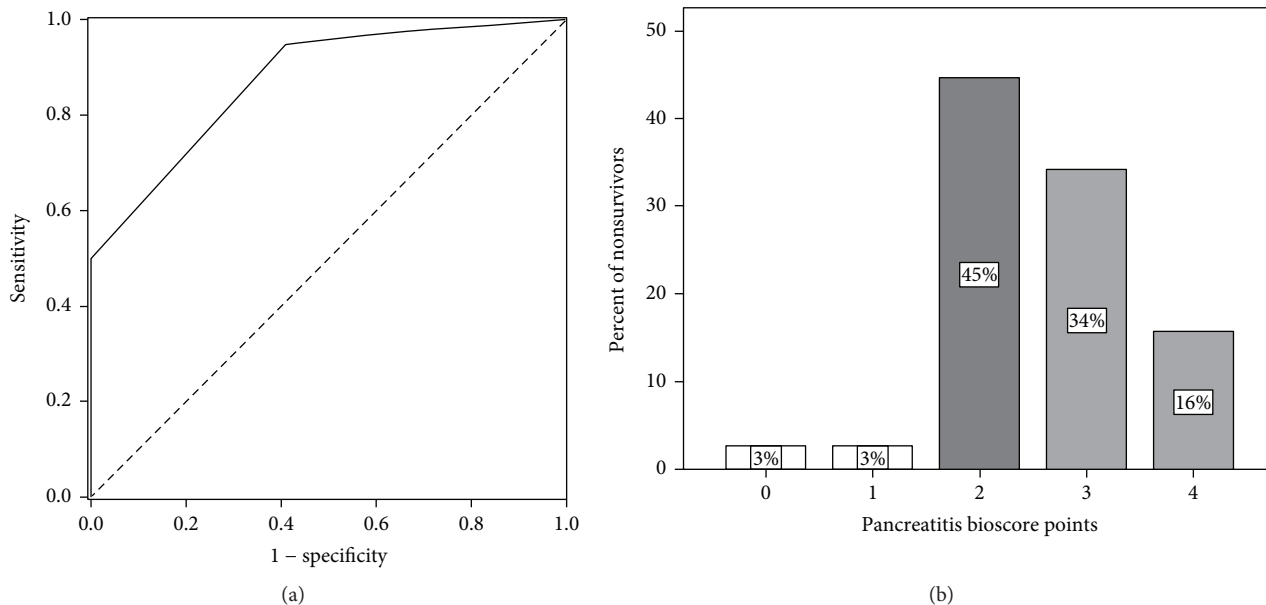 1.0
0.8
0.6
0.4
0.2
0.0
Sensitivity
0.0 0.2 0.4 0.6 0.8 1.0
1 − specificity
(a)
50
40
30
20
10
0
Percent of nonsurvivors
3% 3% 45% 34% 16%
0 1 2 3 4
Pancreatitis bioscore points
(b)